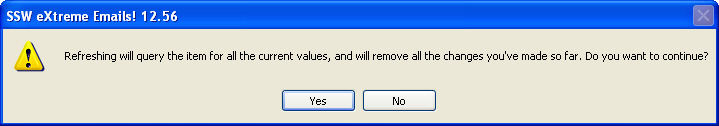 SSW eXtreme Emails! 12.56
Refreshing will query the item for all the current values, and will remove all the changes you've made so far. Do you want to continue?
Yes No